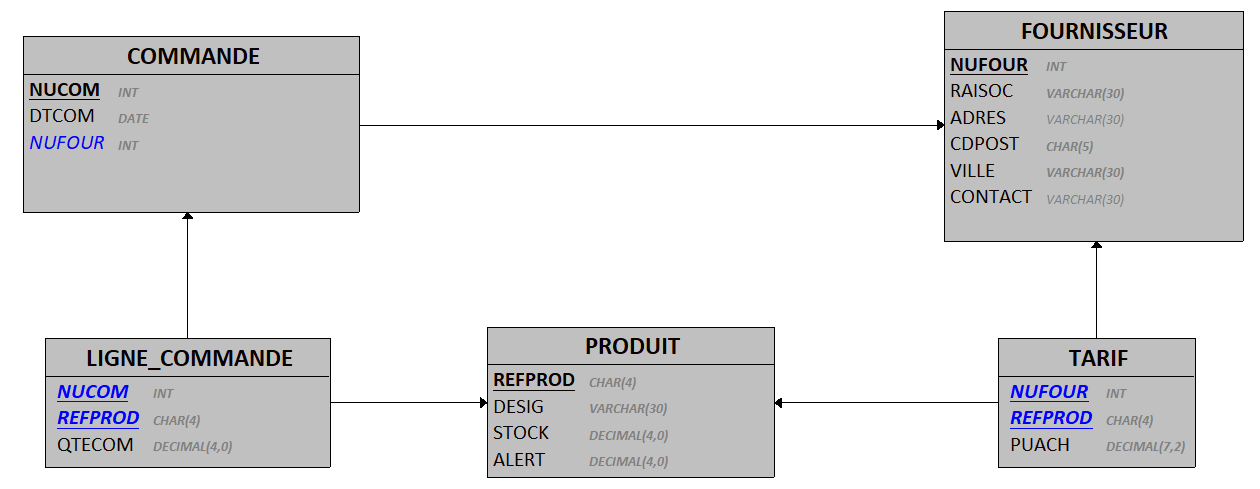 COMMANDE
NUCOM INT
DTCOM DATE
NUFOUR INT
FOURNISSEUR
NUFOUR INT
RAISOC VARCHAR(30)
ADRES VARCHAR(30)
CDPOST CHAR(5)
VILLE VARCHAR(30)
CONTACT VARCHAR(30)
LIGNE_COMMANDE
NUCOM INT
REFPROD CHAR(4)
QTECOM DECIMAL(4,0)
PRODUIT
REFPROD CHAR(4)
DESIG VARCHAR(30)
STOCK DECIMAL(4,0)
ALERT DECIMAL(4,0)
TARIF
NUFOUR INT
REFPROD CHAR(4)
PUACH DECIMAL(7,2)